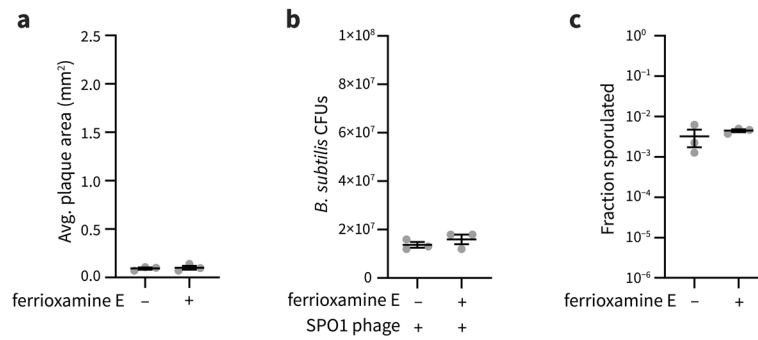 a
Avg. plaque area (mm²)
2.5
2.0
1.5
1.0
0.5
0.0
ferrioxamine E – +
b
B. subtilis CFUs
1×10⁸
8×10⁷
6×10⁷
4×10⁷
2×10⁷
0
ferrioxamine E – +
SPO1 phage + +
c
Fraction sporulated
10⁰
10⁻¹
10⁻²
10⁻³
10⁻⁴
10⁻⁵
10⁻⁶
ferrioxamine E – +